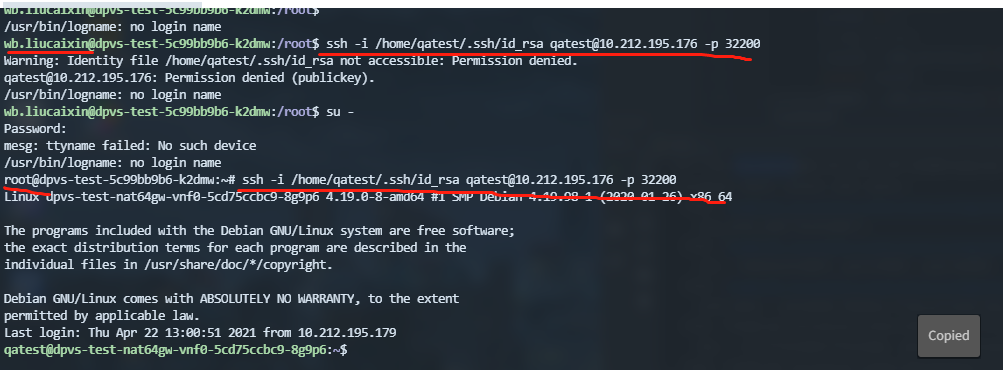 wb.liucaixin@dpvs-test-5c99bb9b6-k2dmw:/root$
/usr/bin/logname: no login name
wb.liucaixin@dpvs-test-5c99bb9b6-k2dmw:/root$ ssh -i /home/qatest/.ssh/id_rsa qatest@10.212.195.176 -p 32200
Warning: Identity file /home/qatest/.ssh/id_rsa not accessible: Permission denied.
qatest@10.212.195.176: Permission denied (publickey).
/usr/bin/logname: no login name
wb.liucaixin@dpvs-test-5c99bb9b6-k2dmw:/root$ su -
Password:
mesg: ttyname failed: No such device
/usr/bin/logname: no login name
root@dpvs-test-5c99bb9b6-k2dmw:~# ssh -i /home/qatest/.ssh/id_rsa qatest@10.212.195.176 -p 32200
Linux dpvs-test-nat64gw-vnf0-5cd75ccbc9-8g9p6 4.19.0-8-amd64 #1 SMP Debian 4.19.98-1 (2020-01-26) x86_64

The programs included with the Debian GNU/Linux system are free software;
the exact distribution terms for each program are described in the
individual files in /usr/share/doc/*/copyright.

Debian GNU/Linux comes with ABSOLUTELY NO WARRANTY, to the extent
permitted by applicable law.
Last login: Thu Apr 22 13:00:51 2021 from 10.212.195.179
qatest@dpvs-test-nat64gw-vnf0-5cd75ccbc9-8g9p6:~$
Copied